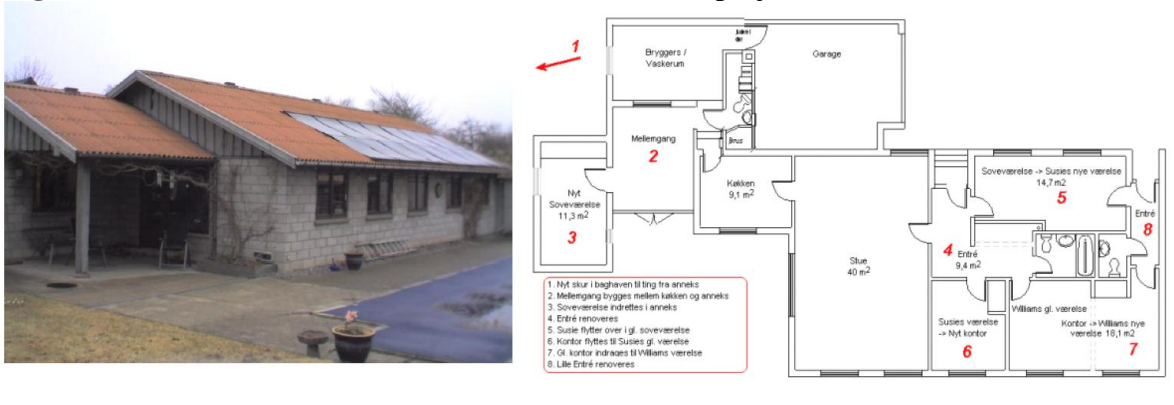 1
Bryggers /
Vaskerum
Garage
Mellemgang
2
Brus
Køkken
9,1 m2
Nyt
Soveværelse
11,3 m2
3
Stue
40 m2
Soveværelse -> Susies nye værelse
14,7 m2
5
Entré
8
4
Entré
9,4 m2
Susies værelse
-> Nyt kontor
6
Williams gl. værelse
Kontor -> Williams nye
værelse 18,1 m2
7
1. Nyt skur i baghaven til ting fra anneks
2. Mellemgang bygges mellem køkken og anneks
3. Soveværelse indrettes i anneks
4. Entré renoveres
5. Susie flytter over i gl. soveværelse
6. Kontor flyttes til Susies gl. værelse
7. Gl. kontor indrages til Williams værelse
8. Lille Entré renoveres